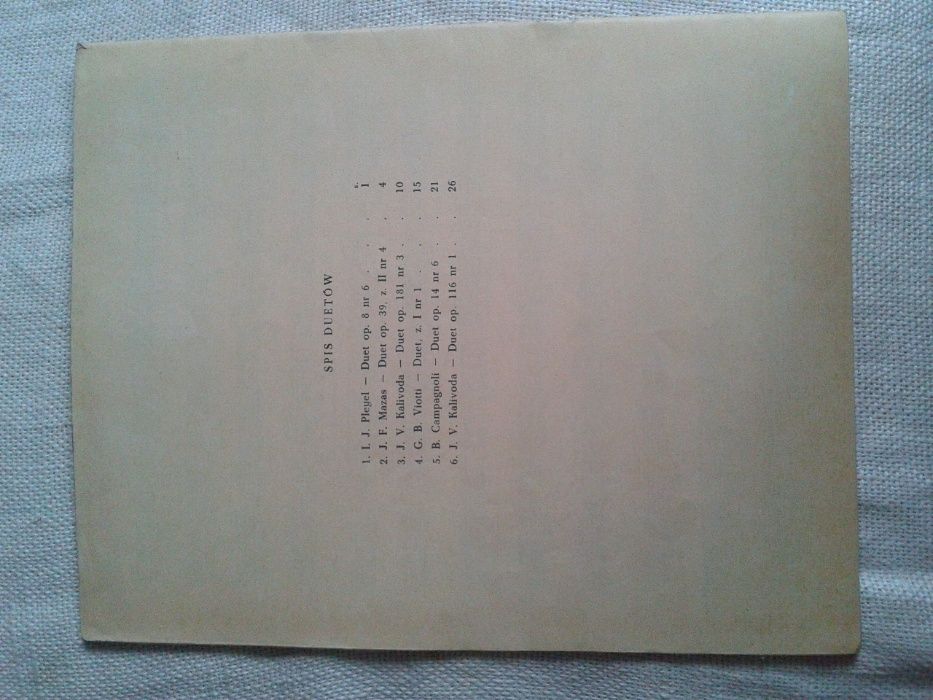 SPIS DUETÓW
1. I. J. Pleyel — Duet op. 8 nr 6 . . . 1
2. J. F. Mazas — Duet op. 39, z. II nr 4 . 4
3. J. V. Kalivoda — Duet op. 181 nr 3 . . 10
4. G. B. Viotti — Duet, z. I nr 1 . . . 15
5. B. Campagnoli — Duet op. 14 nr 6 . . 21
6. J. V. Kalivoda — Duet op. 116 nr 1 . . 26